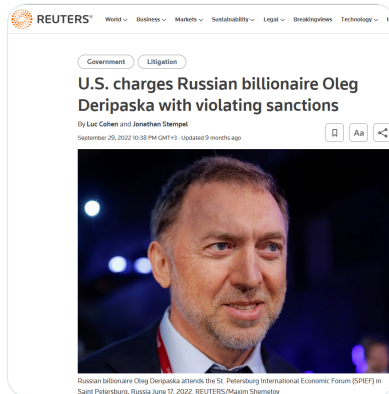 REUTERS®
World Business Markets Sustainability Legal Breakingviews Technology
Government Litigation
U.S. charges Russian billionaire Oleg
Deripaska with violating sanctions
By Luc Cohen and Jonathan Stempel
September 29, 2022 10:38 PM GMT+3 · Updated 9 months ago
Aa
Russian billionaire Oleg Deripaska attends the St. Petersburg International Economic Forum (SPIEF) in
Saint Petersburg, Russia June 17, 2022. REUTERS/Maxim Shemetov